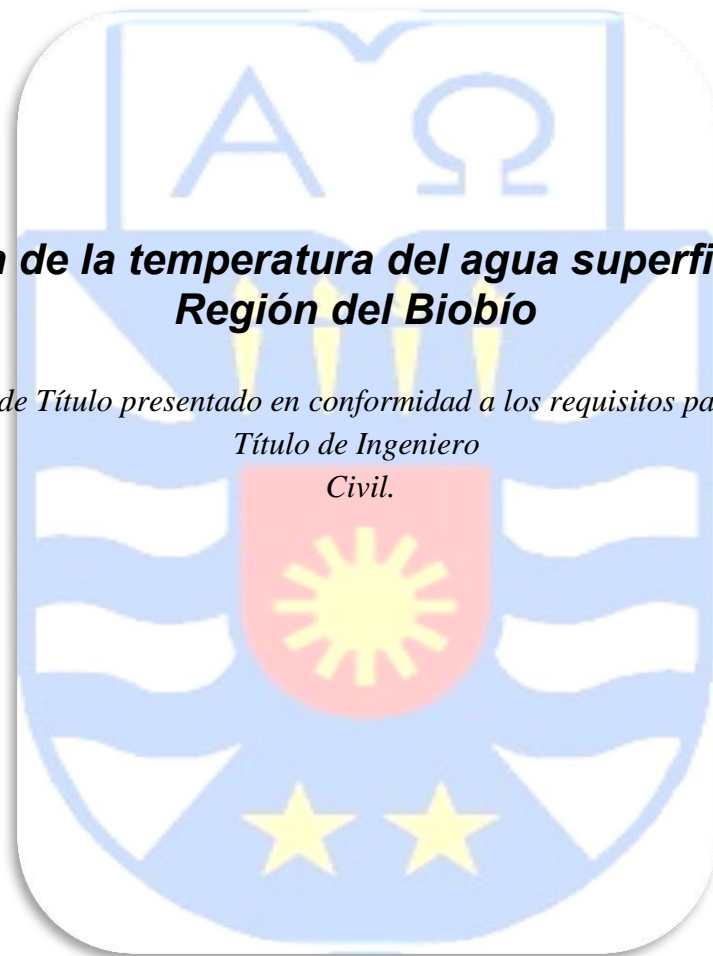 Α Ω
de la temperatura del agua superfi
Región del Biobío
de Título presentado en conformidad a los requisitos pa
Título de Ingeniero
Civil.